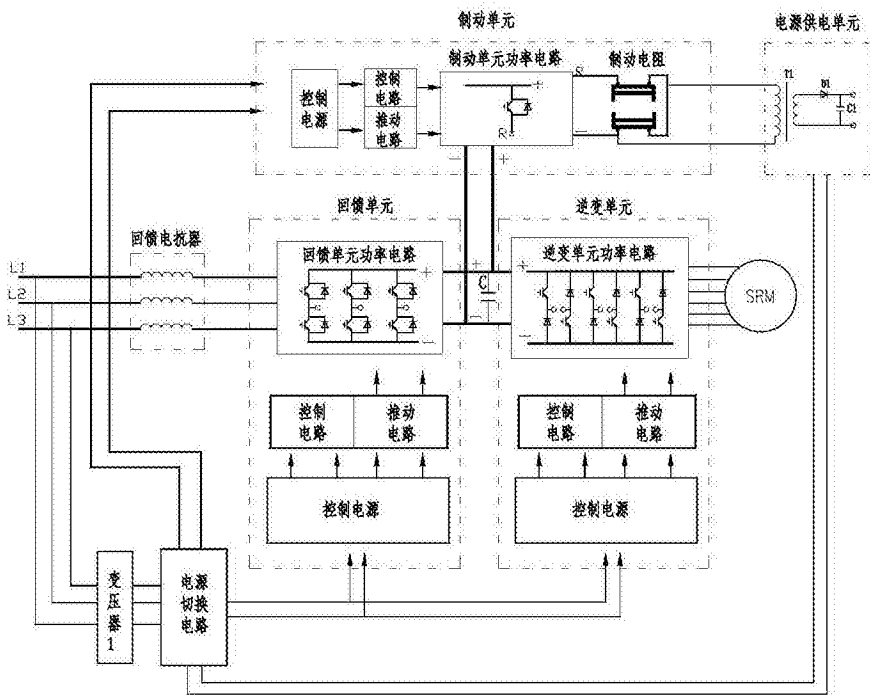 制动单元
电源供电单元
制动单元功率电路
制动电阻
控制
电源
控制
电路
推动
电路
+
R
R
−
T1
D1
C1
− +
回馈单元
逆变单元
回馈电抗器
L1
L2
L3
回馈单元功率电路
+
−
+
C
−
+
逆变单元功率电路
+
−
SRM
控制
电路
推动
电路
控制电源
控制
电路
推动
电路
控制电源
变
压
器
1
电源
切换
电路